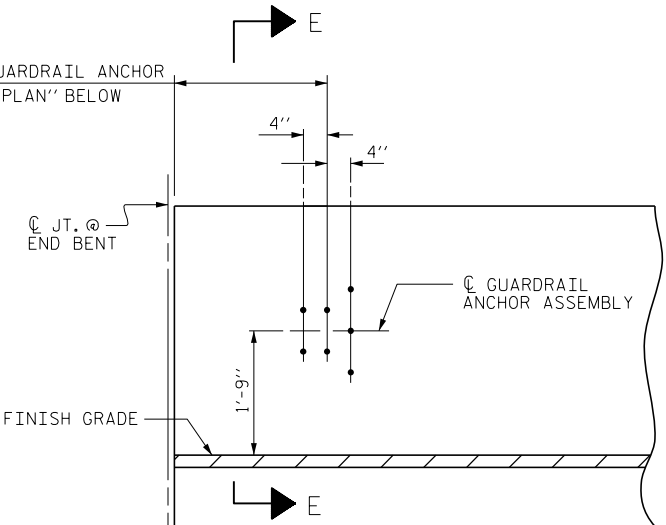 E
GUARDRAIL ANCHOR
PLAN" BELOW
4"
4"
℄ JT. @
END BENT
℄ GUARDRAIL
ANCHOR ASSEMBLY
1'-9"
FINISH GRADE
E